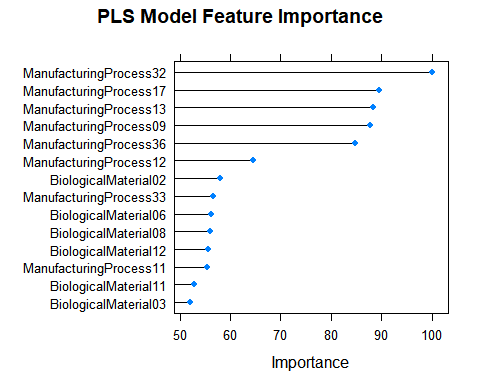 PLS Model Feature Importance
ManufacturingProcess32
ManufacturingProcess17
ManufacturingProcess13
ManufacturingProcess09
ManufacturingProcess36
ManufacturingProcess12
BiologicalMaterial02
ManufacturingProcess33
BiologicalMaterial06
BiologicalMaterial08
BiologicalMaterial12
ManufacturingProcess11
BiologicalMaterial11
BiologicalMaterial03
50 60 70 80 90 100
Importance